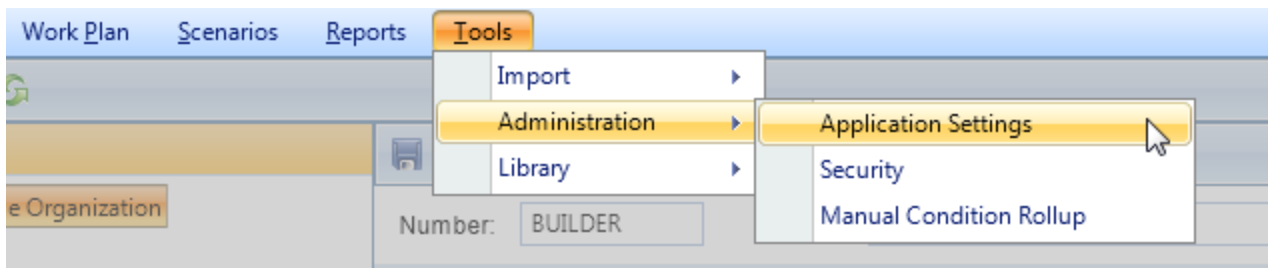 Work Plan Scenarios Reports Tools
Import
Administration
Application Settings
Library
Security
e Organization
Number: BUILDER
Manual Condition Rollup